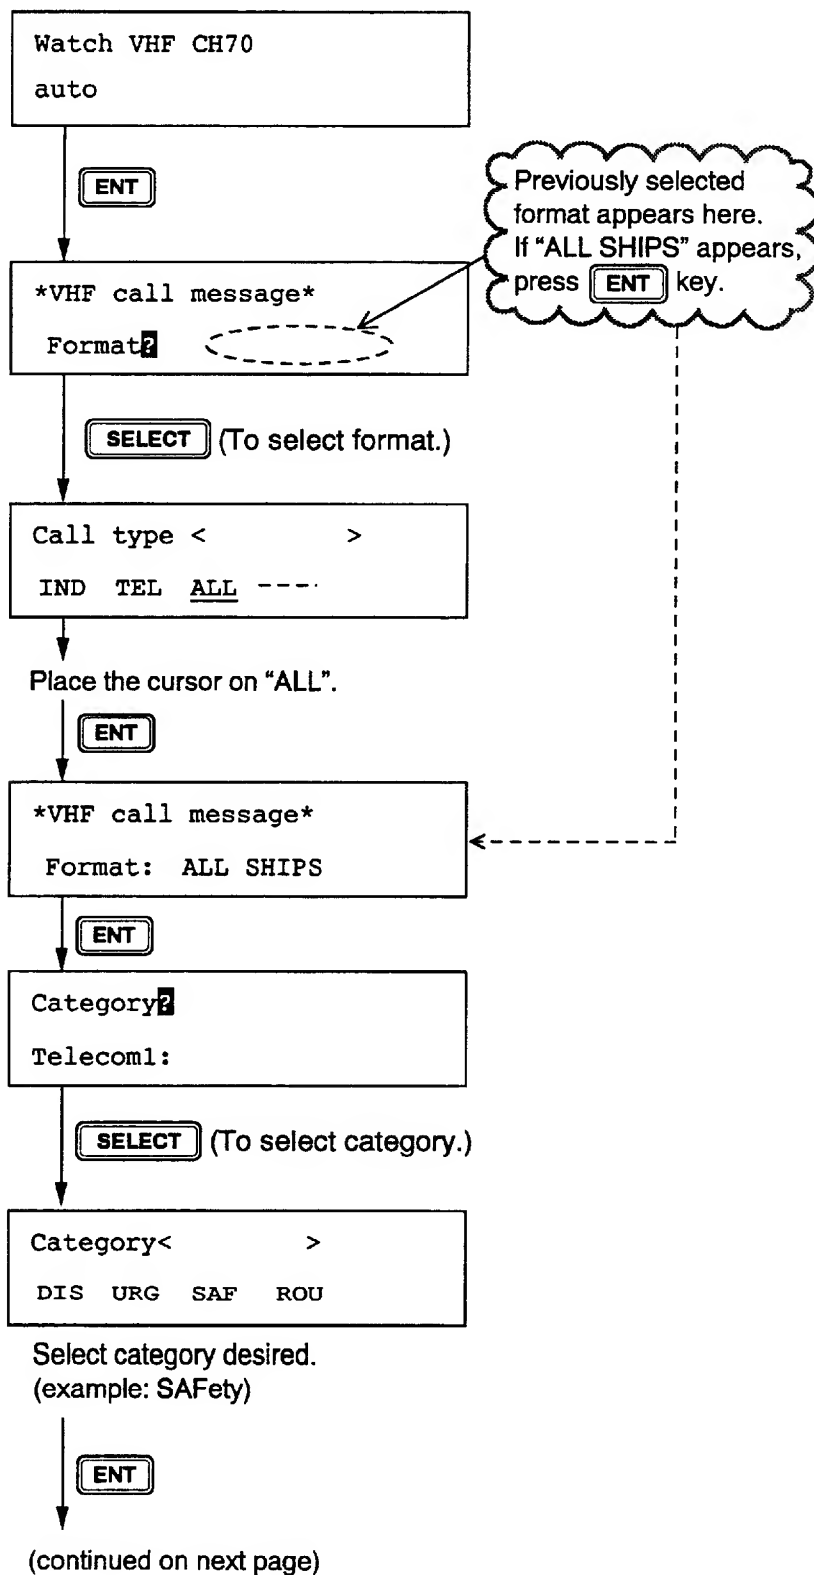 Watch VHF CH70
auto
ENT
Previously selected
format appears here.
If “ALL SHIPS” appears,
press ENT key.
*VHF call message*
Format?
SELECT (To select format.)
Call type < >
IND TEL ALL ----
Place the cursor on “ALL”.
ENT
*VHF call message*
Format: ALL SHIPS
ENT
Category?
Telecom1:
SELECT (To select category.)
Category< >
DIS URG SAF ROU
Select category desired.
(example: SAFety)
ENT
(continued on next page)